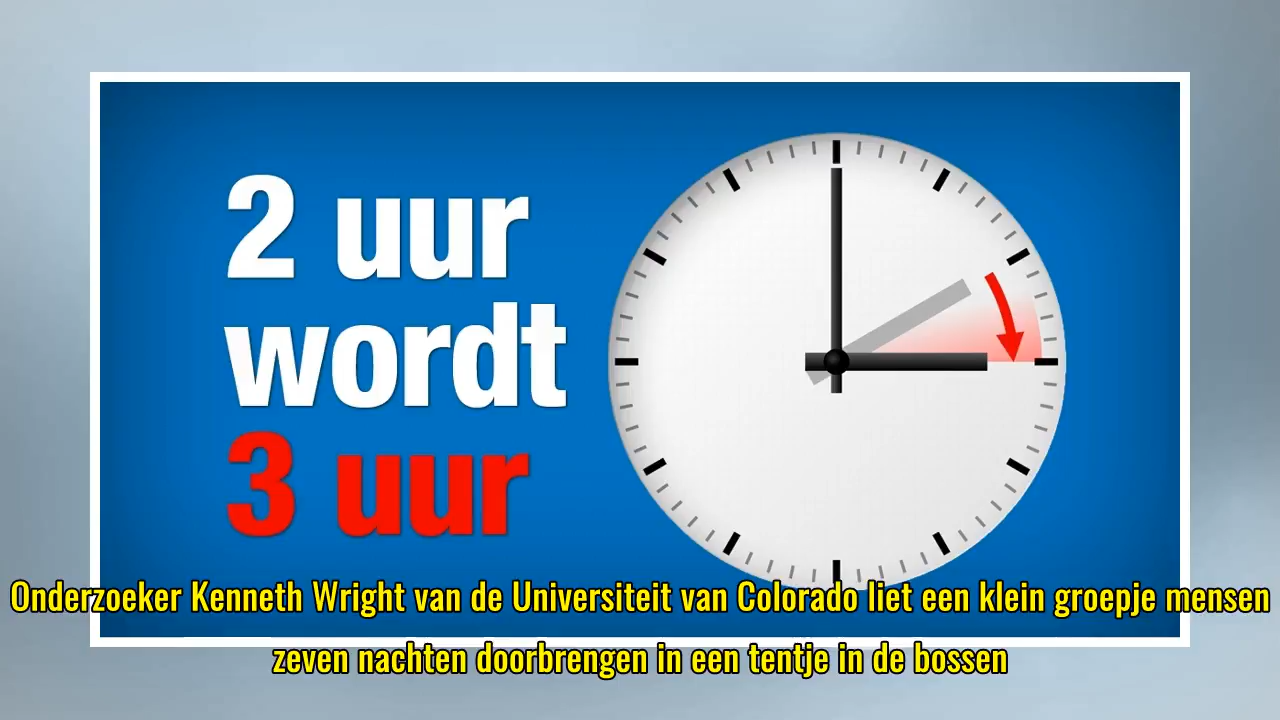 2 uur
wordt
3 uur
Onderzoeker Kenneth Wright van de Universiteit van Colorado liet een klein groepje mensen
zeven nachten doorbrengen in een tentje in de bossen